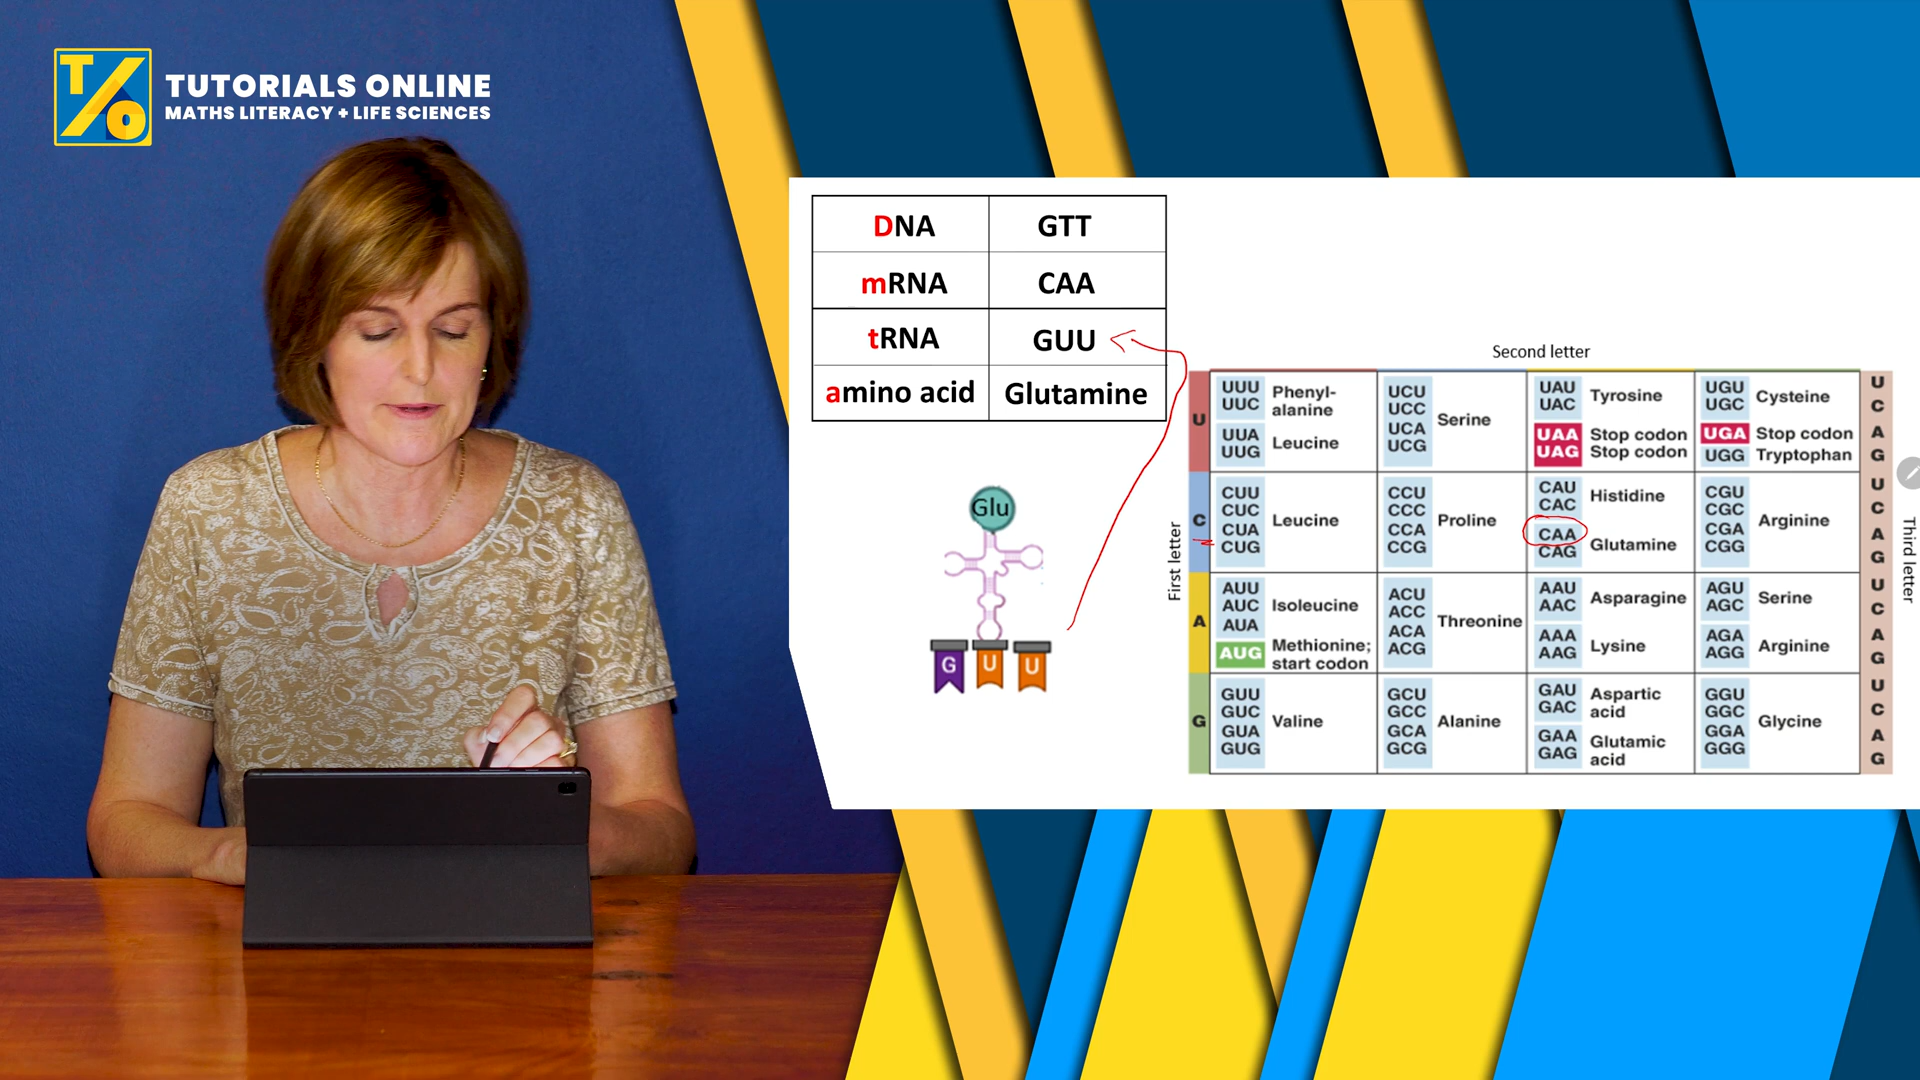 T/O
TUTORIALS ONLINE
MATHS LITERACY + LIFE SCIENCES
DNA GTT
mRNA CAA
tRNA GUU
amino acid Glutamine
Glu
G U U
Second letter
First letter
Third letter
U
UUU
UUC
Phenyl-
alanine
UUA
UUG
Leucine
UCU
UCC
UCA
UCG
Serine
UAU
UAC
Tyrosine
UAA Stop codon
UAG Stop codon
UGU
UGC
Cysteine
UGA Stop codon
UGG Tryptophan
U
C
A
G
C
CUU
CUC
CUA
CUG
Leucine
CCU
CCC
CCA
CCG
Proline
CAU
CAC
Histidine
CAA
CAG
Glutamine
CGU
CGC
CGA
CGG
Arginine
U
C
A
G
A
AUU
AUC
AUA
Isoleucine
AUG
Methionine;
start codon
ACU
ACC
ACA
ACG
Threonine
AAU
AAC
Asparagine
AAA
AAG
Lysine
AGU
AGC
Serine
AGA
AGG
Arginine
U
C
A
G
G
GUU
GUC
GUA
GUG
Valine
GCU
GCC
GCA
GCG
Alanine
GAU
GAC
Aspartic
acid
GAA
GAG
Glutamic
acid
GGU
GGC
GGA
GGG
Glycine
U
C
A
G